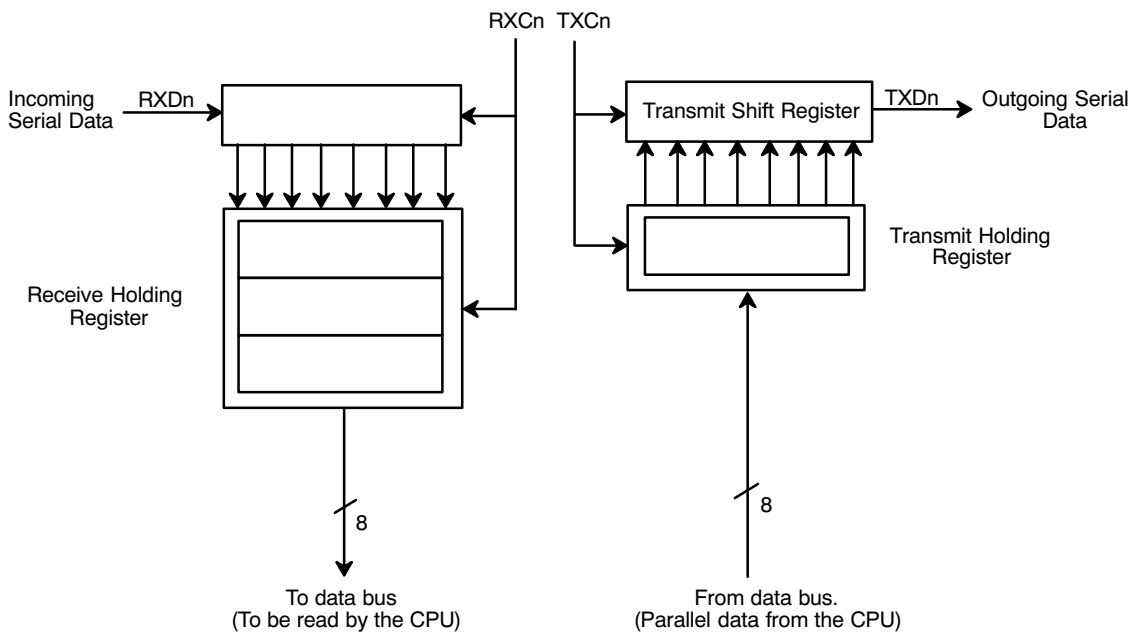 RXCn TXCn
Incoming
Serial Data
RXDn
Transmit Shift Register
TXDn
Outgoing Serial
Data
Receive Holding
Register
Transmit Holding
Register
8
8
To data bus
(To be read by the CPU)
From data bus.
(Parallel data from the CPU)